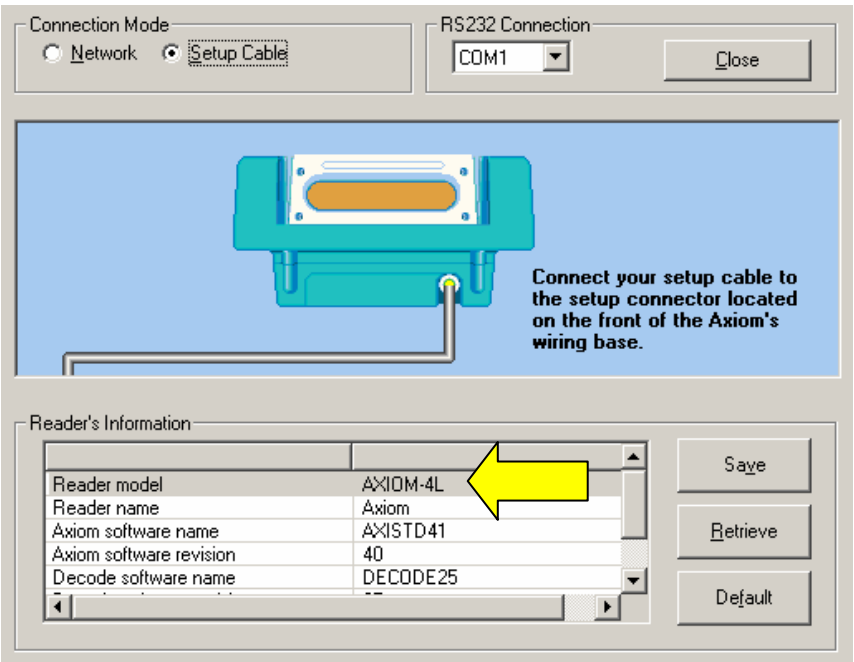 Connection Mode
Network Setup Cable
RS232 Connection
COM1
Close
Connect your setup cable to
the setup connector located
on the front of the Axiom's
wiring base.
Reader's Information
Reader model AXIOM-4L
Reader name Axiom
Axiom software name AXISTD41
Axiom software revision 40
Decode software name DECODE25
Save
Retrieve
Default